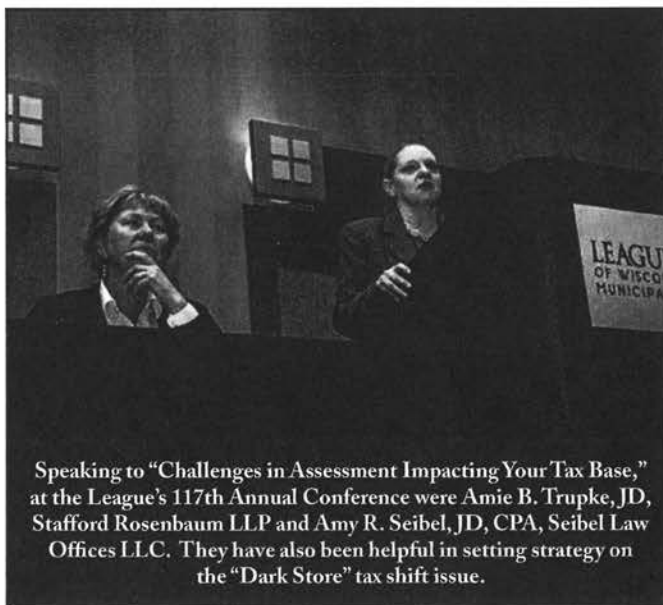 LEAGU
OF WISCO
MUNICIPA
Speaking to “Challenges in Assessment Impacting Your Tax Base,”
at the League’s 117th Annual Conference were Amie B. Trupke, JD,
Stafford Rosenbaum LLP and Amy R. Seibel, JD, CPA, Seibel Law
Offices LLC.  They have also been helpful in setting strategy on
the “Dark Store” tax shift issue.